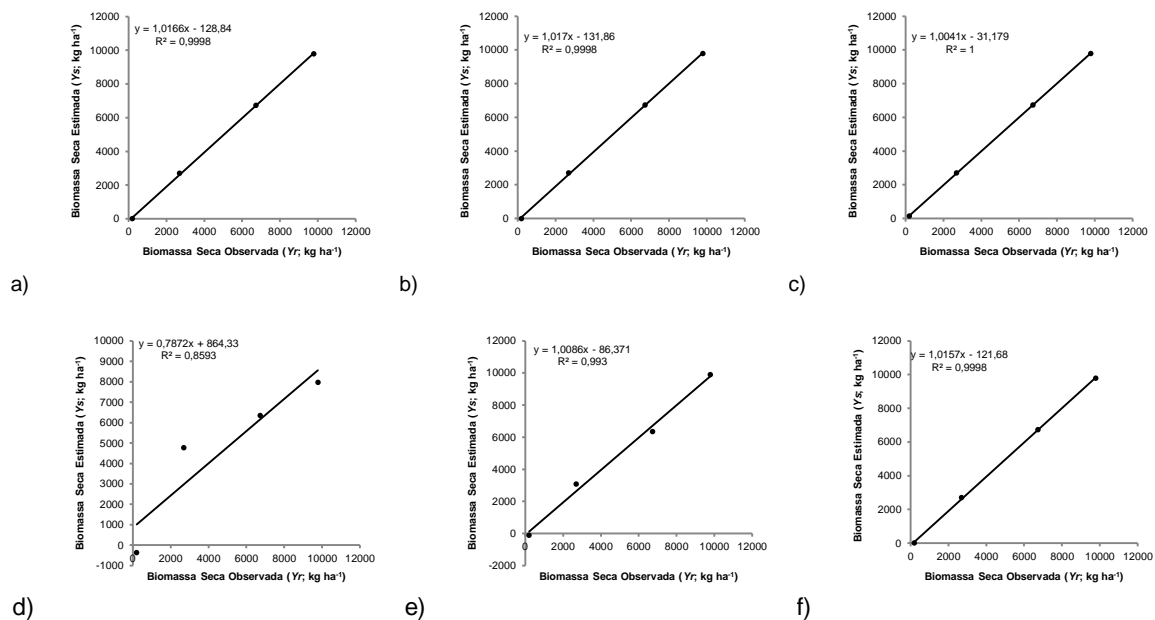 12000
y = 1,0166x - 128,84
R² = 0,9998
10000
8000
6000
4000
2000
0
0 2000 4000 6000 8000 10000 12000
Biomassa Seca Estimada (Ys; kg ha⁻¹)
Biomassa Seca Observada (Yr; kg ha⁻¹)
a)
12000
y = 1,017x - 131,86
R² = 0,9998
10000
8000
6000
4000
2000
0
0 2000 4000 6000 8000 10000 12000
Biomassa Seca Estimada (Ys; kg ha⁻¹)
Biomassa Seca Observada (Yr; kg ha⁻¹)
b)
12000
y = 1,0041x - 31,179
R² = 1
10000
8000
6000
4000
2000
0
0 2000 4000 6000 8000 10000 12000
Biomassa Seca Estimada (Ys; kg ha⁻¹)
Biomassa Seca Observada (Yr; kg ha⁻¹)
c)
10000
y = 0,7872x + 864,33
R² = 0,8593
9000
8000
7000
6000
5000
4000
3000
2000
1000
0
-1000
0 2000 4000 6000 8000 10000 12000
Biomassa Seca Estimada (Ys; kg ha⁻¹)
Biomassa Seca Observada (Yr; kg ha⁻¹)
d)
12000
y = 1,0086x - 86,371
R² = 0,993
10000
8000
6000
4000
2000
0
-2000
0 2000 4000 6000 8000 10000 12000
Biomassa Seca Estimada (Ys; kg ha⁻¹)
Biomassa Seca Observada (Yr; kg ha⁻¹)
e)
12000
y = 1,0157x - 121,68
R² = 0,9998
10000
8000
6000
4000
2000
0
0 2000 4000 6000 8000 10000 12000
Biomassa Seca Estimada (Ys; kg ha⁻¹)
Biomassa Seca Observada (Yr; kg ha⁻¹)
f)